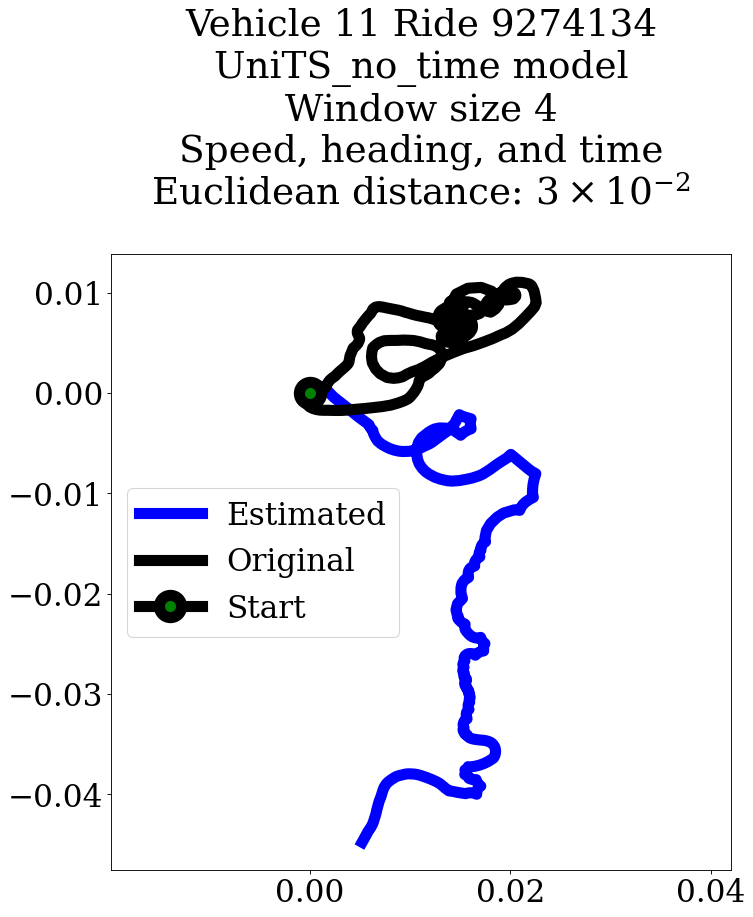 Vehicle 11 Ride 9274134
UniTS_no_time model
Window size 4
Speed, heading, and time
Euclidean distance: 3 × 10⁻²
0.01
0.00
−0.01
−0.02
−0.03
−0.04
Estimated
Original
Start
0.00 0.02 0.04